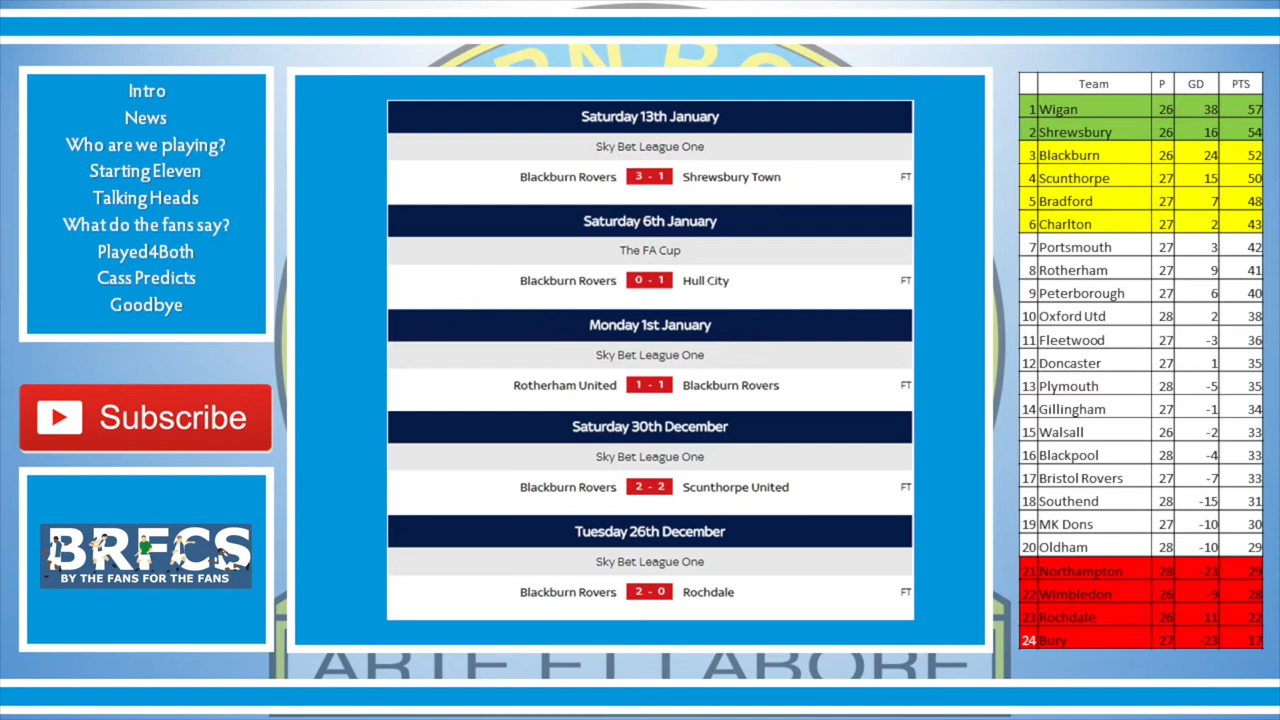 Intro
News
Who are we playing?
Starting Eleven
Talking Heads
What do the fans say?
Played4Both
Cass Predicts
Goodbye
Subscribe
BRFCS
BY THE FANS FOR THE FANS
Saturday 13th January
Sky Bet League One
Blackburn Rovers 3 - 1 Shrewsbury Town FT
Saturday 6th January
The FA Cup
Blackburn Rovers 0 - 1 Hull City FT
Monday 1st January
Sky Bet League One
Rotherham United 1 - 1 Blackburn Rovers FT
Saturday 30th December
Sky Bet League One
Blackburn Rovers 2 - 2 Scunthorpe United FT
Tuesday 26th December
Sky Bet League One
Blackburn Rovers 2 - 0 Rochdale FT
Team P GD PTS
1 Wigan 26 38 57
2 Shrewsbury 26 16 54
3 Blackburn 26 24 52
4 Scunthorpe 27 15 50
5 Bradford 27 7 48
6 Charlton 27 2 43
7 Portsmouth 27 3 42
8 Rotherham 27 9 41
9 Peterborough 27 6 40
10 Oxford Utd 28 2 38
11 Fleetwood 27 -3 36
12 Doncaster 27 1 35
13 Plymouth 28 -5 35
14 Gillingham 27 -1 34
15 Walsall 26 -2 33
16 Blackpool 28 -4 33
17 Bristol Rovers 27 -7 33
18 Southend 28 -15 31
19 MK Dons 27 -10 30
20 Oldham 28 -10 29
21 Northampton 28 -23 29
22 Wimbledon 26 -9 28
23 Rochdale 26 11 22
24 Bury 27 -23 17
ARTE ET LABORE